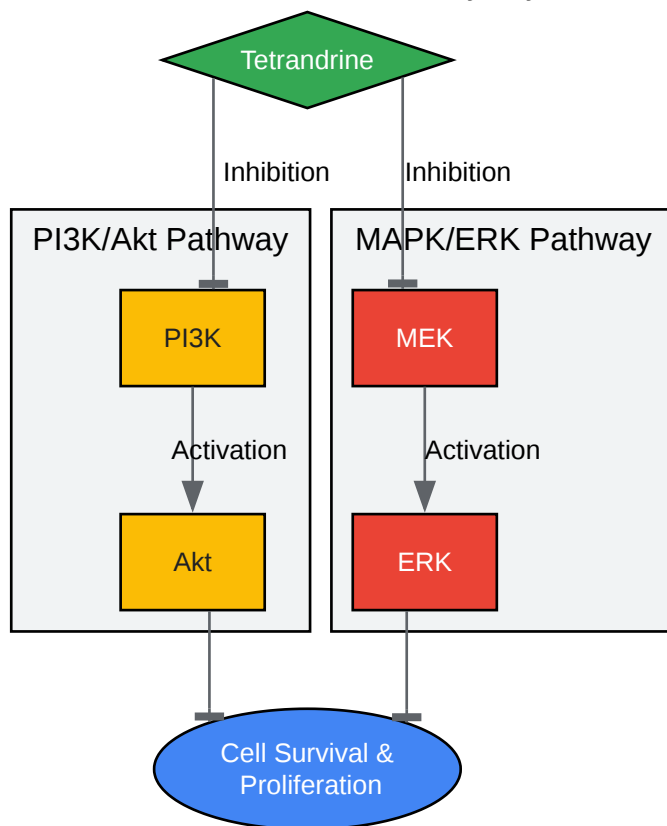 Tetrandrine
Inhibition
Inhibition
PI3K/Akt Pathway
MAPK/ERK Pathway
PI3K
MEK
Activation
Activation
Akt
ERK
Cell Survival &
Proliferation